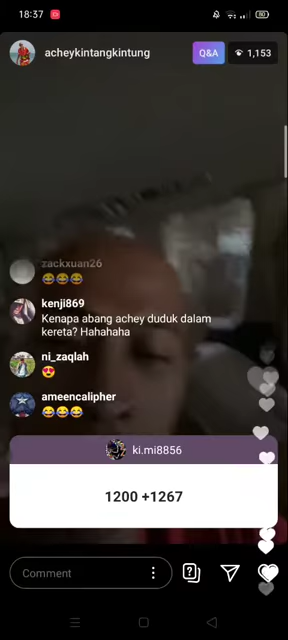 18:37
acheykintangkintung
Q&A
1,153
zackxuan26
😂😂😂
kenji869
Kenapa abang achey duduk dalam
kereta? Hahahaha
ni_zaqlah
😍
ameencalipher
😂😂😂
ki.mi8856
1200 +1267
Comment